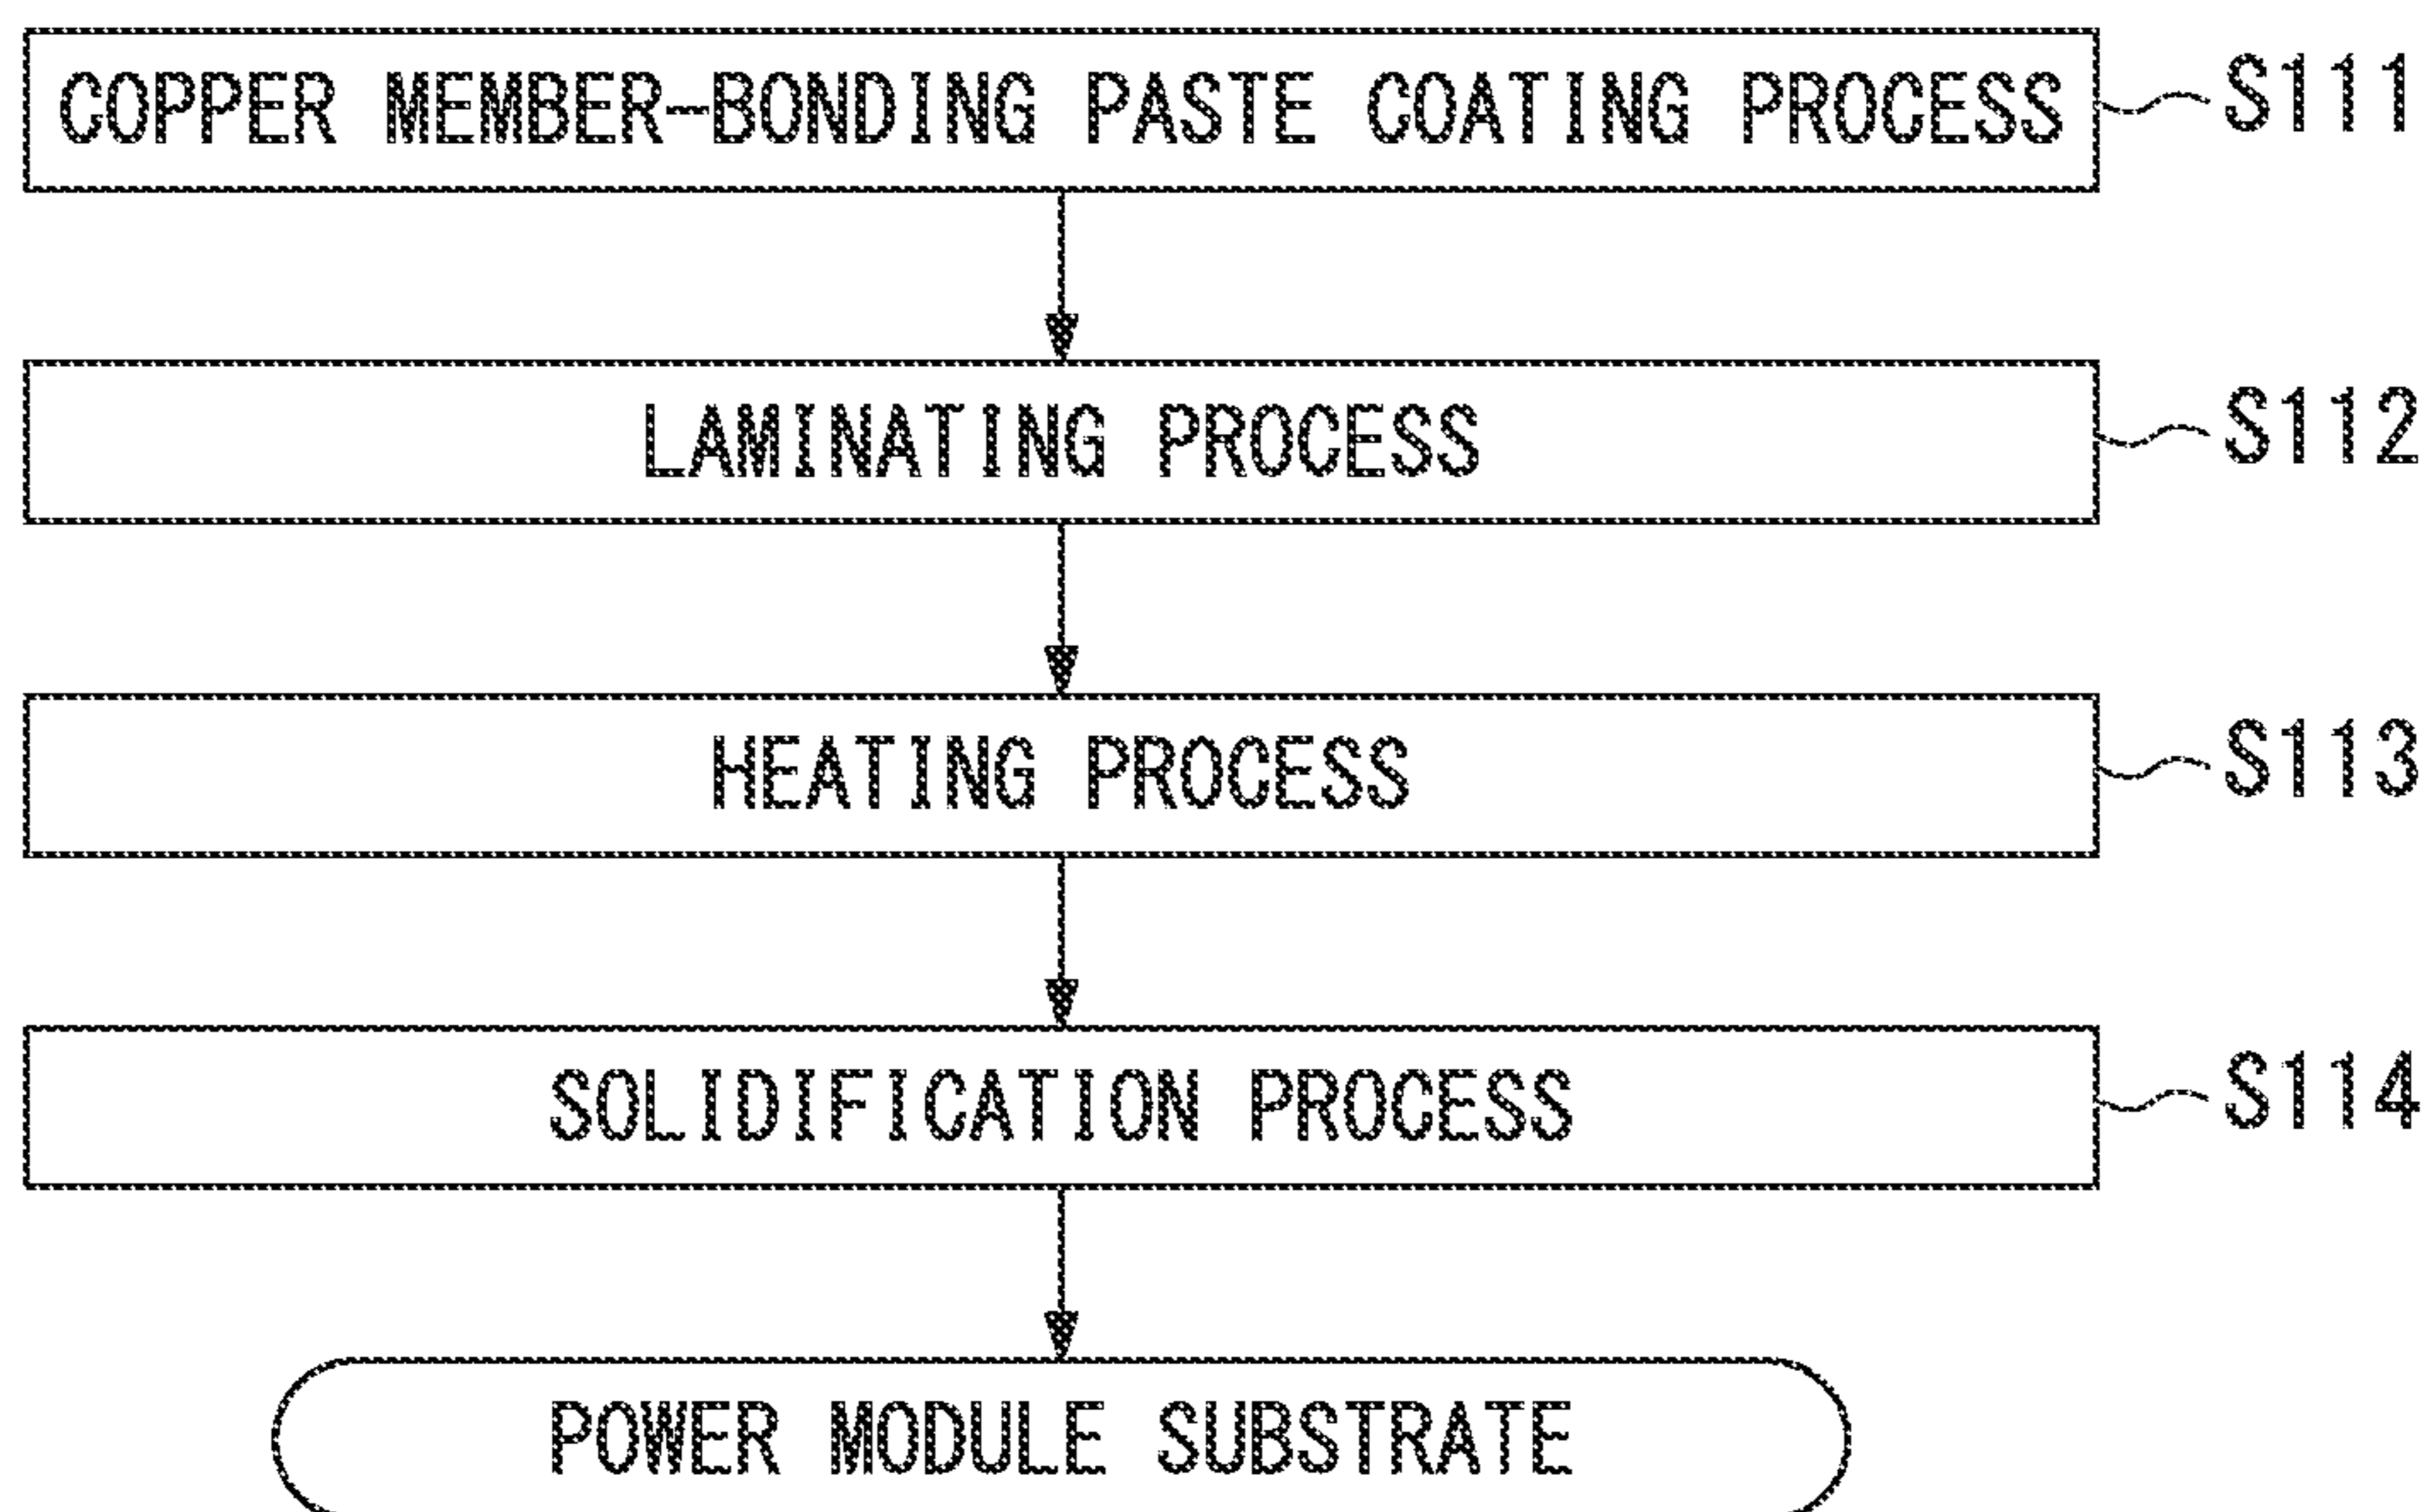 COPPER MEMBER-BONDING PASTE COATING PROCESS S111
LAMINATING PROCESS S112
HEATING PROCESS S113
SOLIDIFICATION PROCESS S114
POWER MODULE SUBSTRATE